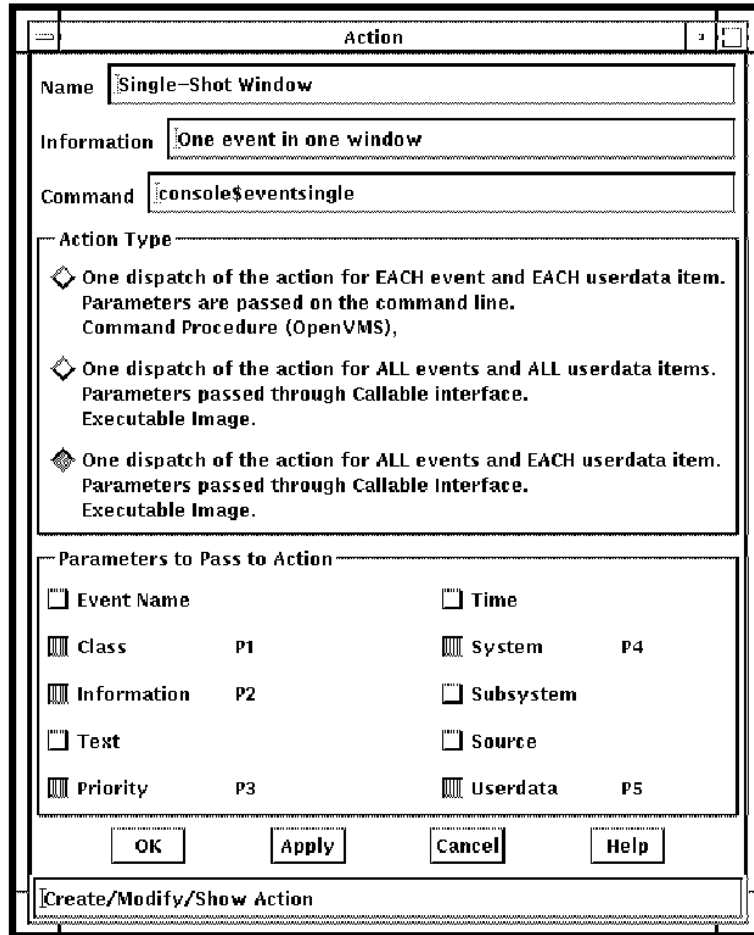 Action
Name Single-Shot Window
Information One event in one window
Command console$eventsingle
Action Type
One dispatch of the action for EACH event and EACH userdata item.
Parameters are passed on the command line.
Command Procedure (OpenVMS),
One dispatch of the action for ALL events and ALL userdata items.
Parameters passed through Callable interface.
Executable Image.
One dispatch of the action for ALL events and EACH userdata item.
Parameters passed through Callable Interface.
Executable Image.
Parameters to Pass to Action
Event Name Time
Class P1 System P4
Information P2 Subsystem
Text Source
Priority P3 Userdata P5
OK Apply Cancel Help
Create/Modify/Show Action